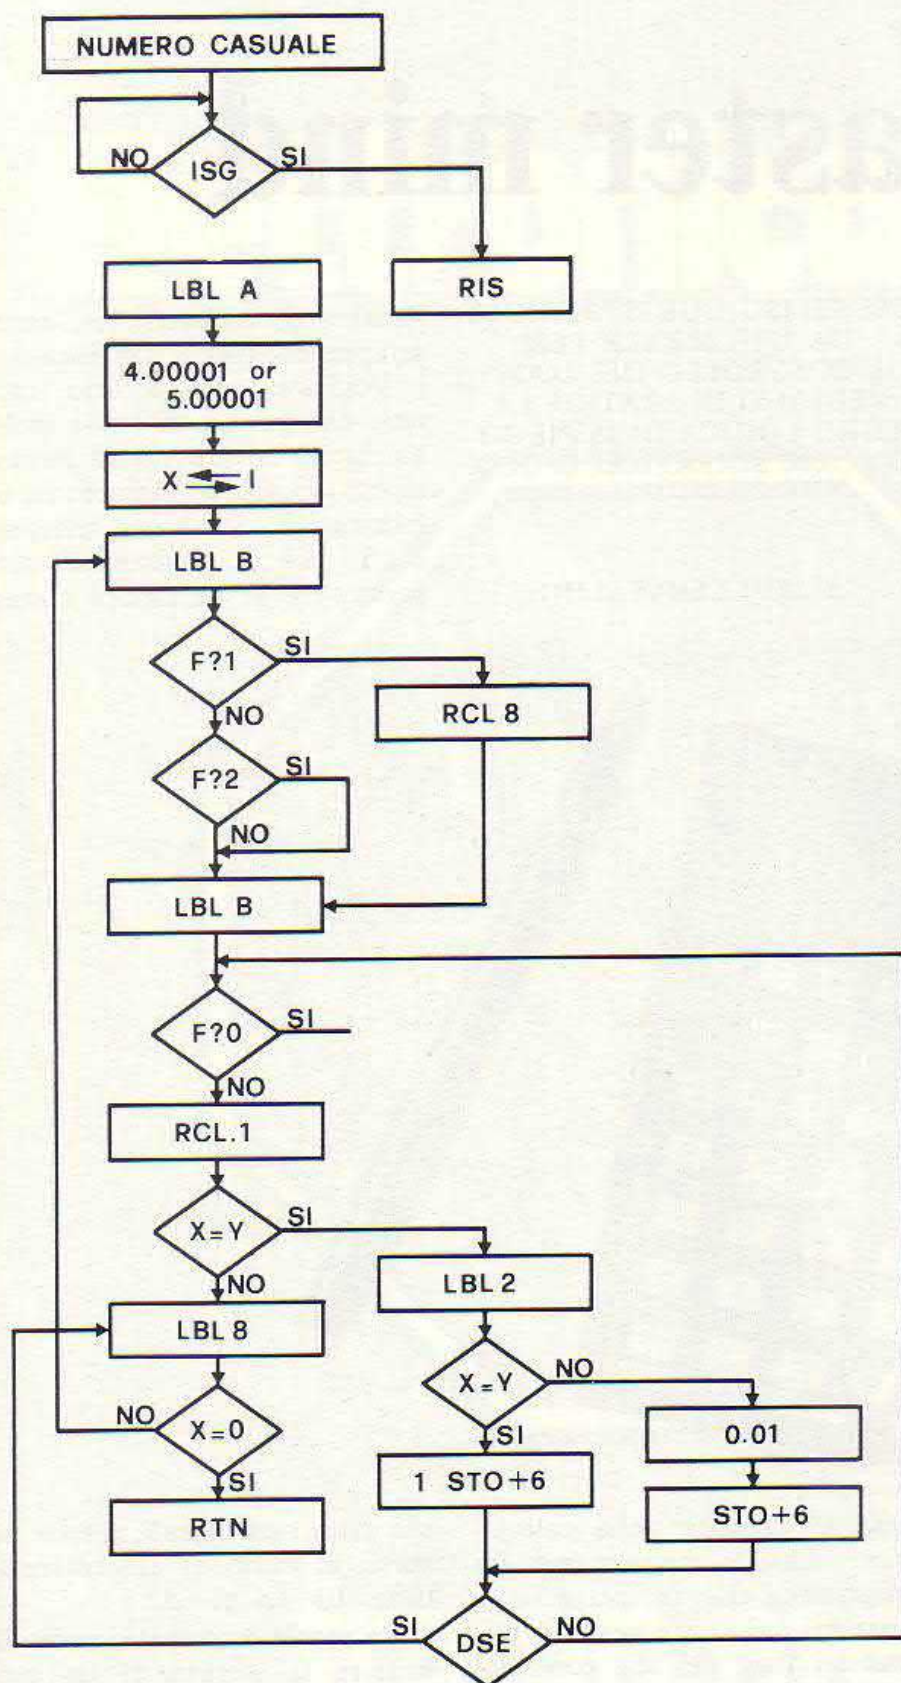 NUMERO CASUALE
NO
ISG
SI
LBL A
RIS
4.00001 or
5.00001
X I
LBL B
F?1
SI
RCL 8
NO
F?2
SI
NO
LBL B
F?0
SI
NO
RCL.1
X=Y
SI
LBL 2
NO
LBL 8
X=Y
NO
NO
X=0
0.01
SI
SI
1 STO+6
STO+6
RTN
SI
DSE
NO